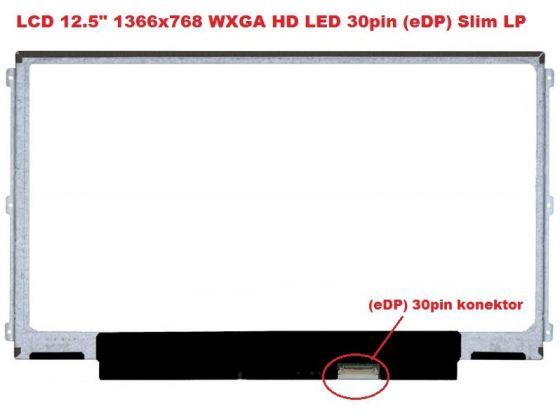 LCD 12.5" 1366x768 WXGA HD LED 30pin (eDP) Slim LP
(eDP) 30pin konektor